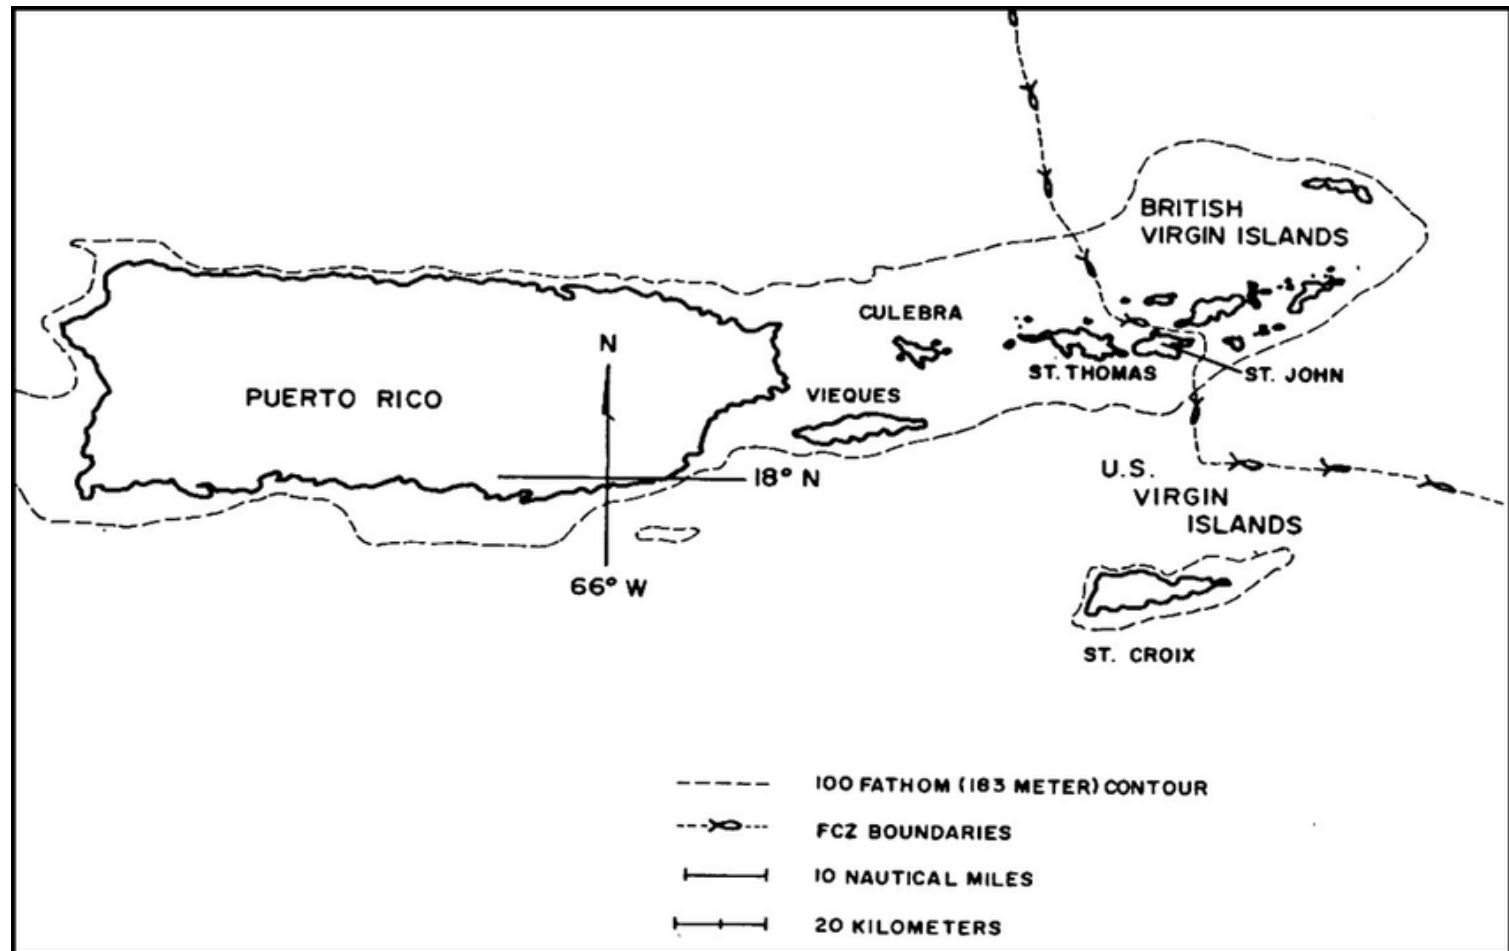 BRITISH
VIRGIN ISLANDS
CULEBRA
N
ST. THOMAS
ST. JOHN
PUERTO RICO
VIEQUES
18° N
U.S.
VIRGIN
ISLANDS
66° W
ST. CROIX
100 FATHOM (183 METER) CONTOUR
FCZ BOUNDARIES
10 NAUTICAL MILES
20 KILOMETERS